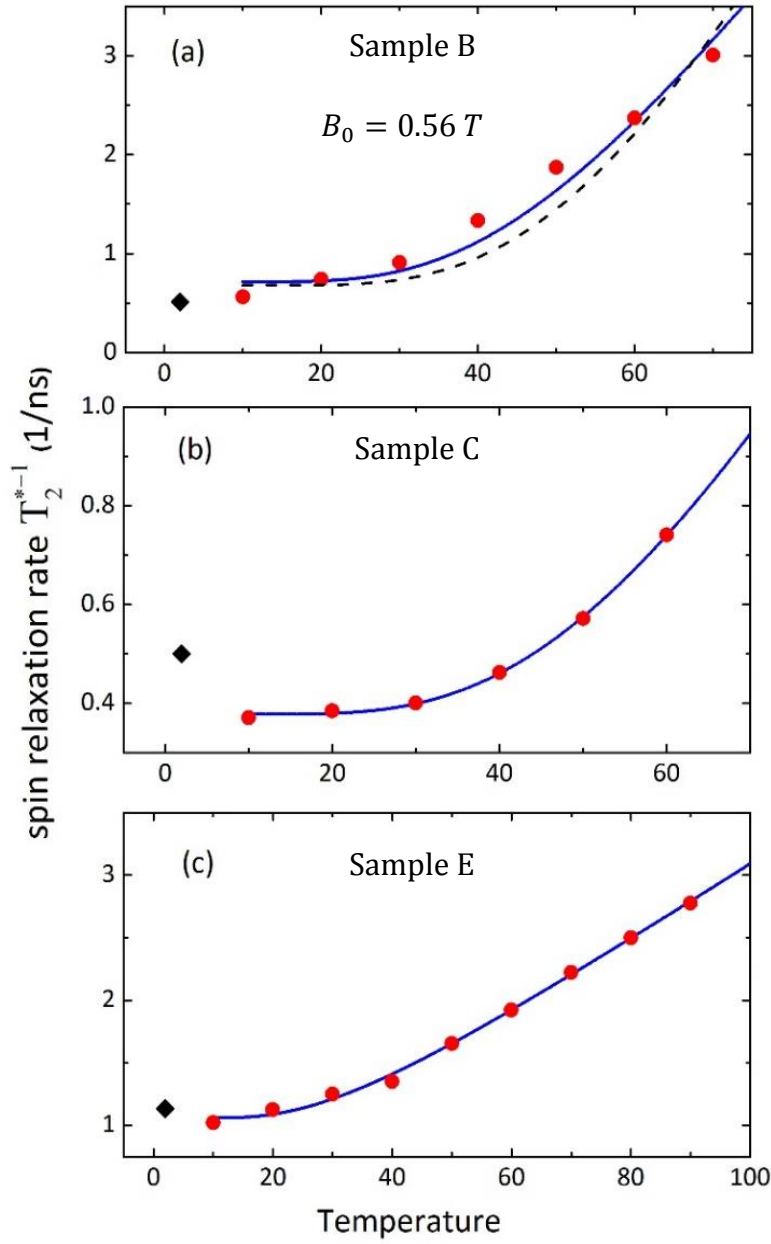 (a) Sample B
B₀ = 0.56 T
3
2
1
0
0 20 40 60
(b) Sample C
1.0
0.8
0.6
0.4
0 20 40 60
(c) Sample E
3
2
1
0 20 40 60 80 100
spin relaxation rate T₂*⁻¹ (1/ns)
Temperature